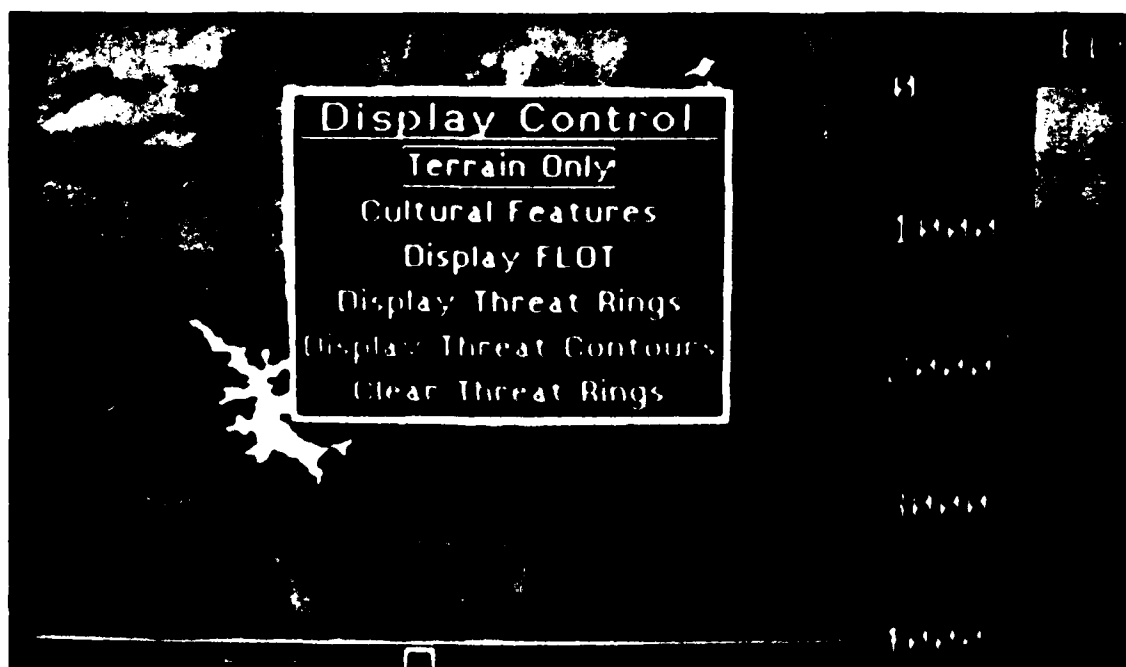 Display Control
Terrain Only
Cultural Features
Display FLOT
Display Threat Rings
Display Threat Contours
Clear Threat Rings